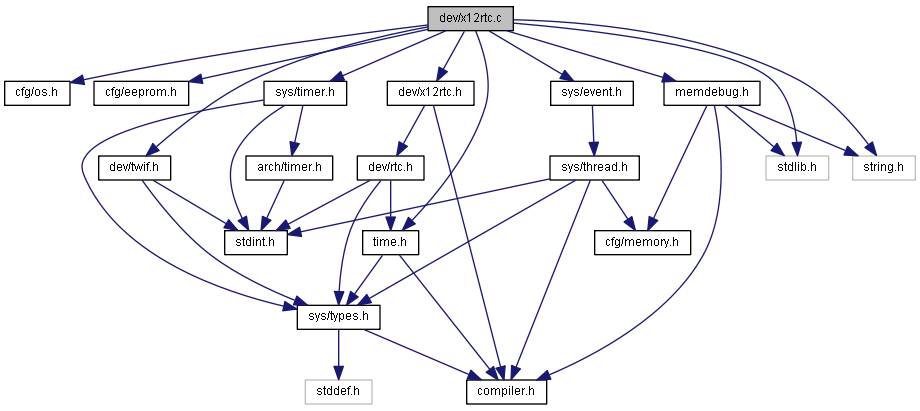 dev/x12rtc.c
cfg/os.h
cfg/eeprom.h
sys/timer.h
dev/x12rtc.h
sys/event.h
memdebug.h
dev/twif.h
arch/timer.h
dev/rtc.h
sys/thread.h
stdlib.h
string.h
stdint.h
time.h
cfg/memory.h
sys/types.h
stddef.h
compiler.h